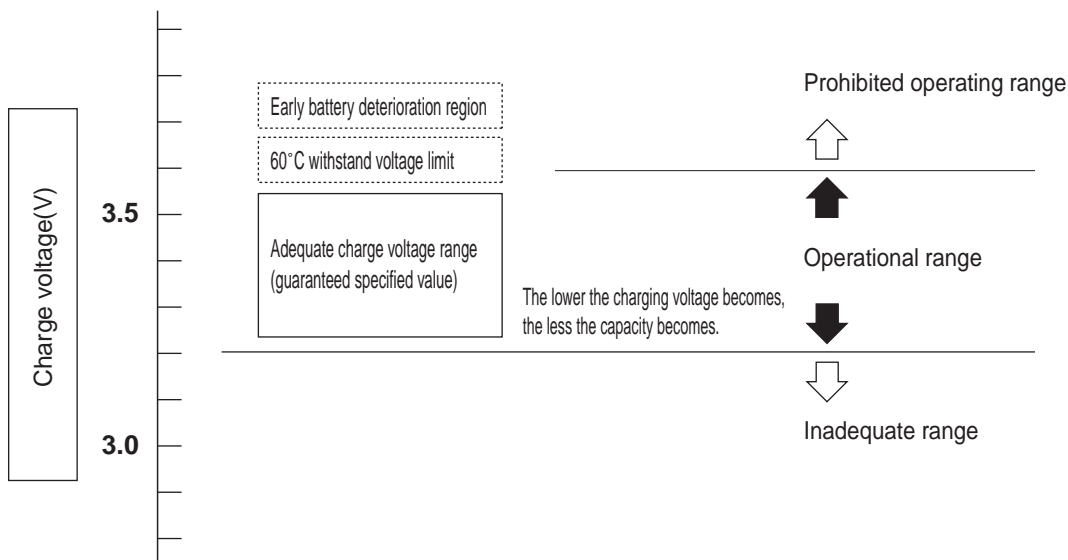 Charge voltage(V)
3.5
3.0
Early battery deterioration region
60˚C withstand voltage limit
Adequate charge voltage range
(guaranteed specified value)
The lower the charging voltage becomes,
the less the capacity becomes.
Prohibited operating range
Operational range
Inadequate range